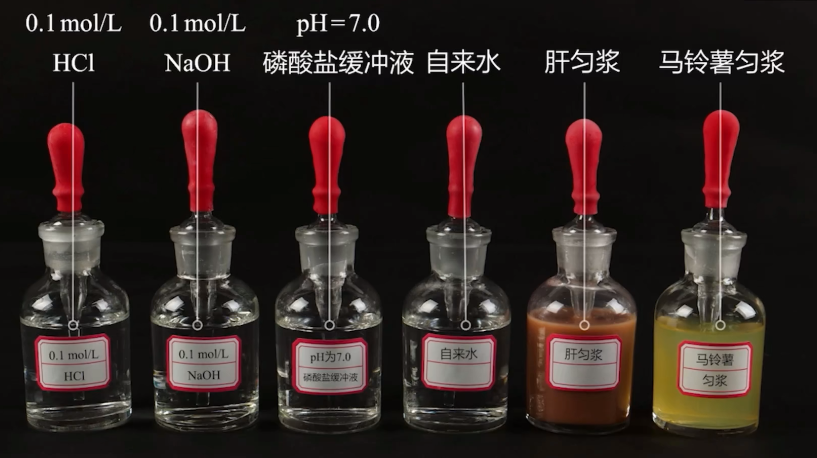 0.1 mol/L
HCl
0.1 mol/L
NaOH
pH=7.0
磷酸盐缓冲液
自来水
肝匀浆
马铃薯匀浆
0.1 mol/L
HCl
0.1 mol/L
NaOH
pH为7.0
磷酸盐缓冲液
自来水
肝匀浆
马铃薯
匀浆